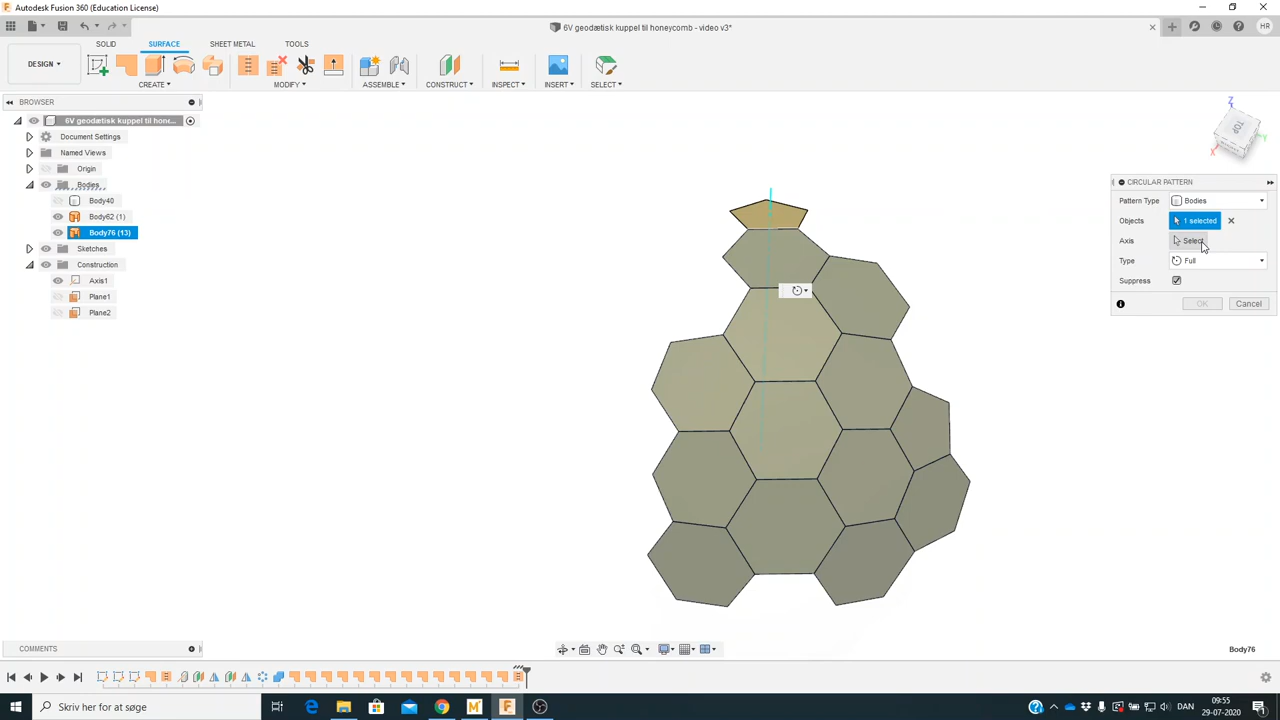 Autodesk Fusion 360 (Education License)
6V geodætisk kuppel til honeycomb - video v3*
HR
SOLID SURFACE SHEET METAL TOOLS
DESIGN
CREATE MODIFY ASSEMBLE CONSTRUCT INSPECT INSERT SELECT
BROWSER
6V geodætisk kuppel til hone...
Document Settings
Named Views
Origin
Bodies
Body40
Body62 (1)
Body76 (13)
Sketches
Construction
Axis1
Plane1
Plane2
Z
TOP
X
Y
CIRCULAR PATTERN
Pattern Type Bodies
Objects 1 selected
Axis Select
Type Full
Suppress
OK Cancel
COMMENTS
Body76
Skriv her for at søge
DAN
09:55
29-07-2020